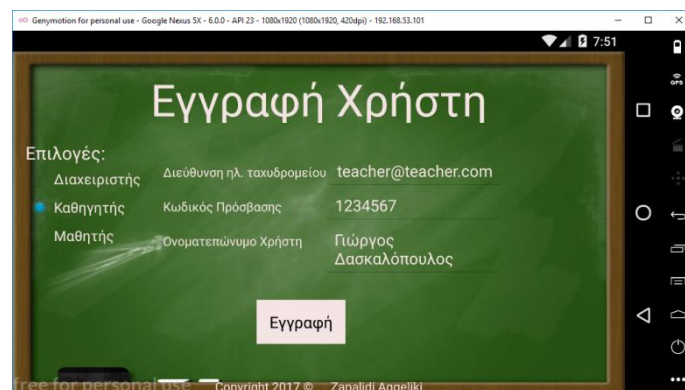 Genymotion for personal use - Google Nexus 5X - 6.0.0 - API 23 - 1080x1920 (1080x1920, 420dpi) - 192.168.53.101
7:51
GPS
Εγγραφή Χρήστη
Επιλογές:
Διαχειριστής
Διεύθυνση ηλ. ταχυδρομείου teacher@teacher.com
Καθηγητής
Κωδικός Πρόσβασης 1234567
Μαθητής
Ονοματεπώνυμο Χρήστη Γιώργος
Δασκαλόπουλος
Εγγραφή
free for personal use
Copyright 2017 © Zapalidi Aggeliki